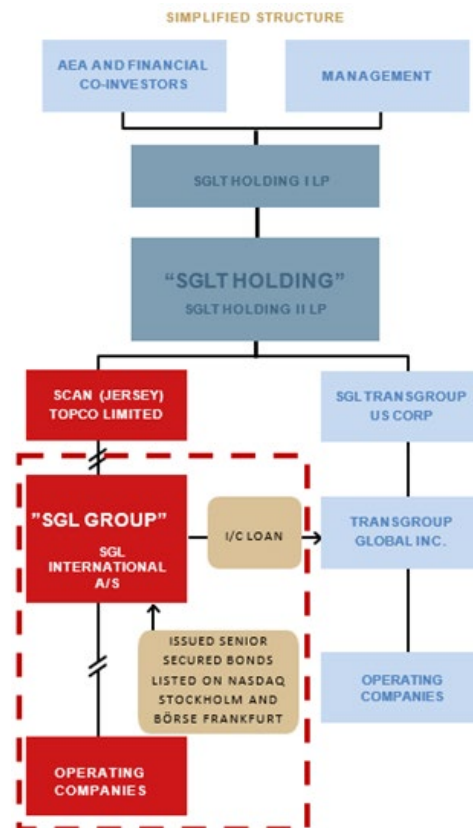 SIMPLIFIED STRUCTURE
AEA AND FINANCIAL
CO-INVESTORS
MANAGEMENT
SGLT HOLDING I LP
"SGLT HOLDING"
SGLT HOLDING II LP
SCAN (JERSEY)
TOPCO LIMITED
SGL TRANSGROUP
US CORP
"SGL GROUP"
SGL
INTERNATIONAL
A/S
I/C LOAN
TRANSGROUP
GLOBAL INC.
ISSUED SENIOR
SECURED BONDS
LISTED ON NASDAQ
STOCKHOLM AND
BÖRSE FRANKFURT
OPERATING
COMPANIES
OPERATING
COMPANIES